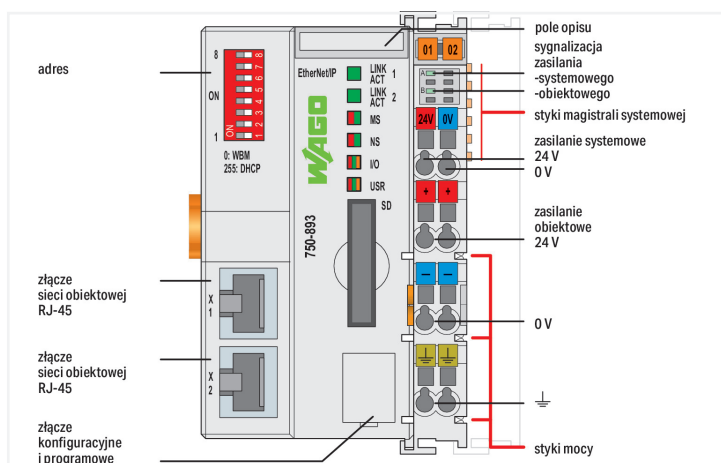 adres
8
ON
1
8
7
6
5
4
3
2
1
ON
0: WBM
255: DHCP
EtherNet/IP
LINK 1
ACT
LINK 2
ACT
MS
NS
I/O
USR
SD
WAGO
750-893
X
1
X
2
złącze
sieci obiektowej
RJ-45
złącze
sieci obiektowej
RJ-45
złącze
konfiguracyjne
i programowe
01 02
A
B
24V 0V
+ +
– –
pole opisu
sygnalizacja
zasilania
-systemowego
-obiektowego
styki magistrali systemowej
zasilanie systemowe
24 V
0 V
zasilanie
obiektowe
24 V
0 V
styki mocy